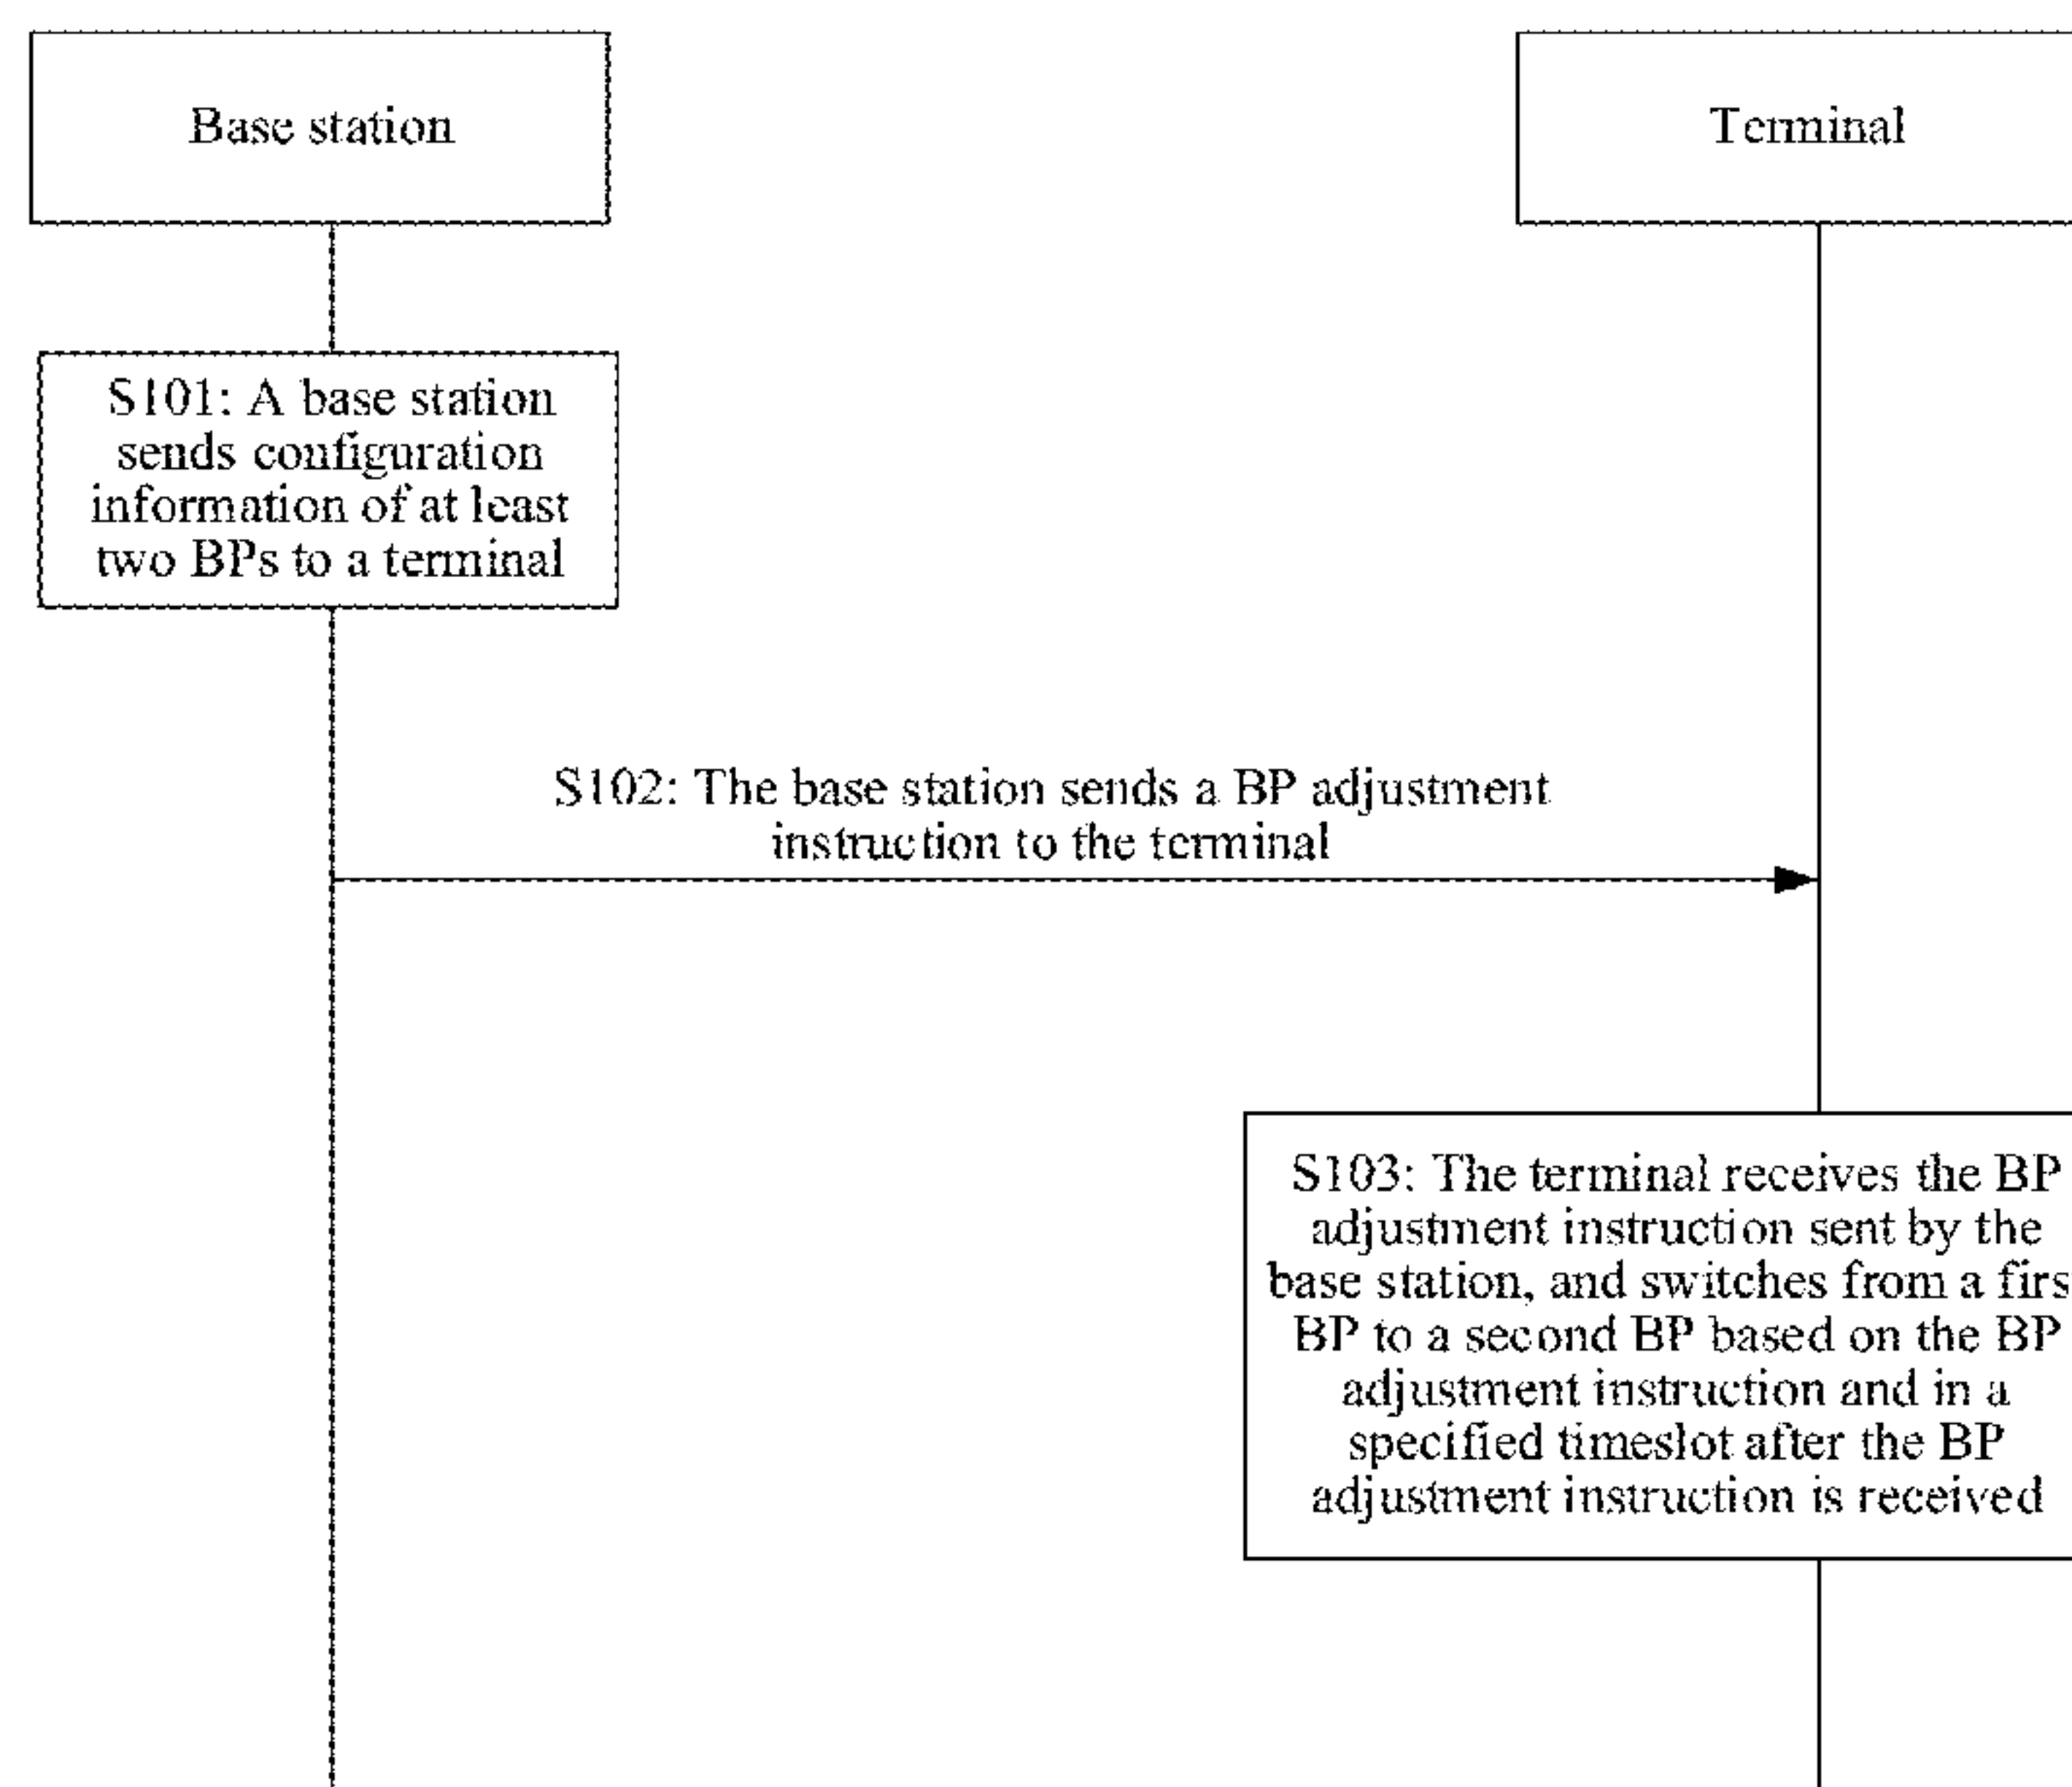 Base station
Terminal
S101: A base station
sends configuration
information of at least
two BPs to a terminal
S102: The base station sends a BP adjustment
instruction to the terminal
S103: The terminal receives the BP
adjustment instruction sent by the
base station, and switches from a firs
BP to a second BP based on the BP
adjustment instruction and in a
specified timeslot after the BP
adjustment instruction is received